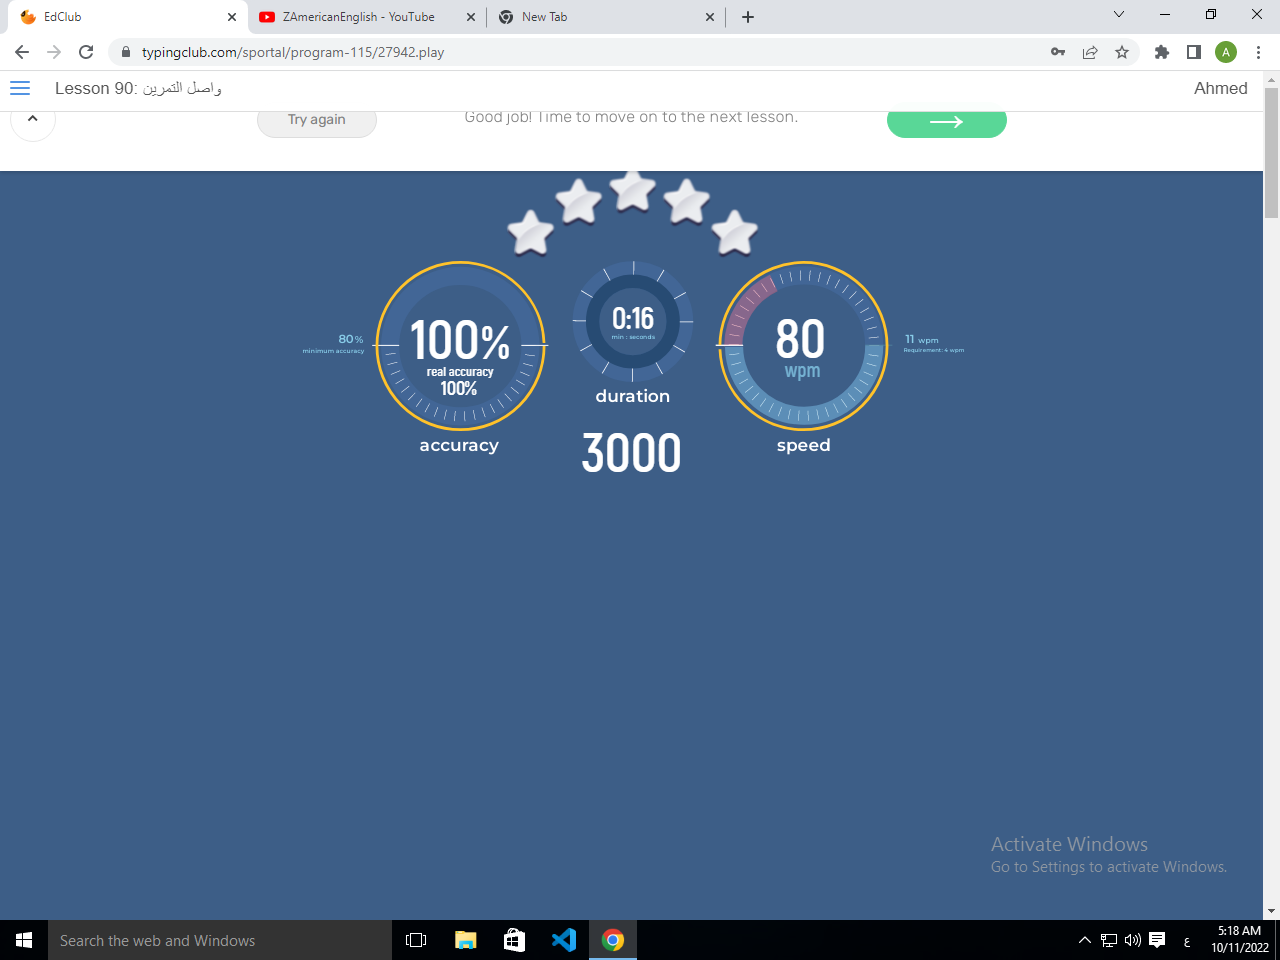 EdClub
ZAmericanEnglish - YouTube
New Tab
typingclub.com/sportal/program-115/27942.play
A
Lesson 90: واصل التمرين
Ahmed
Try again
Good job! Time to move on to the next lesson.
80%
minimum accuracy
100%
real accuracy
100%
accuracy
0:16
min : seconds
duration
3000
80
wpm
speed
11 wpm
Requirement: 4 wpm
Activate Windows
Go to Settings to activate Windows.
Search the web and Windows
ع
5:18 AM
10/11/2022